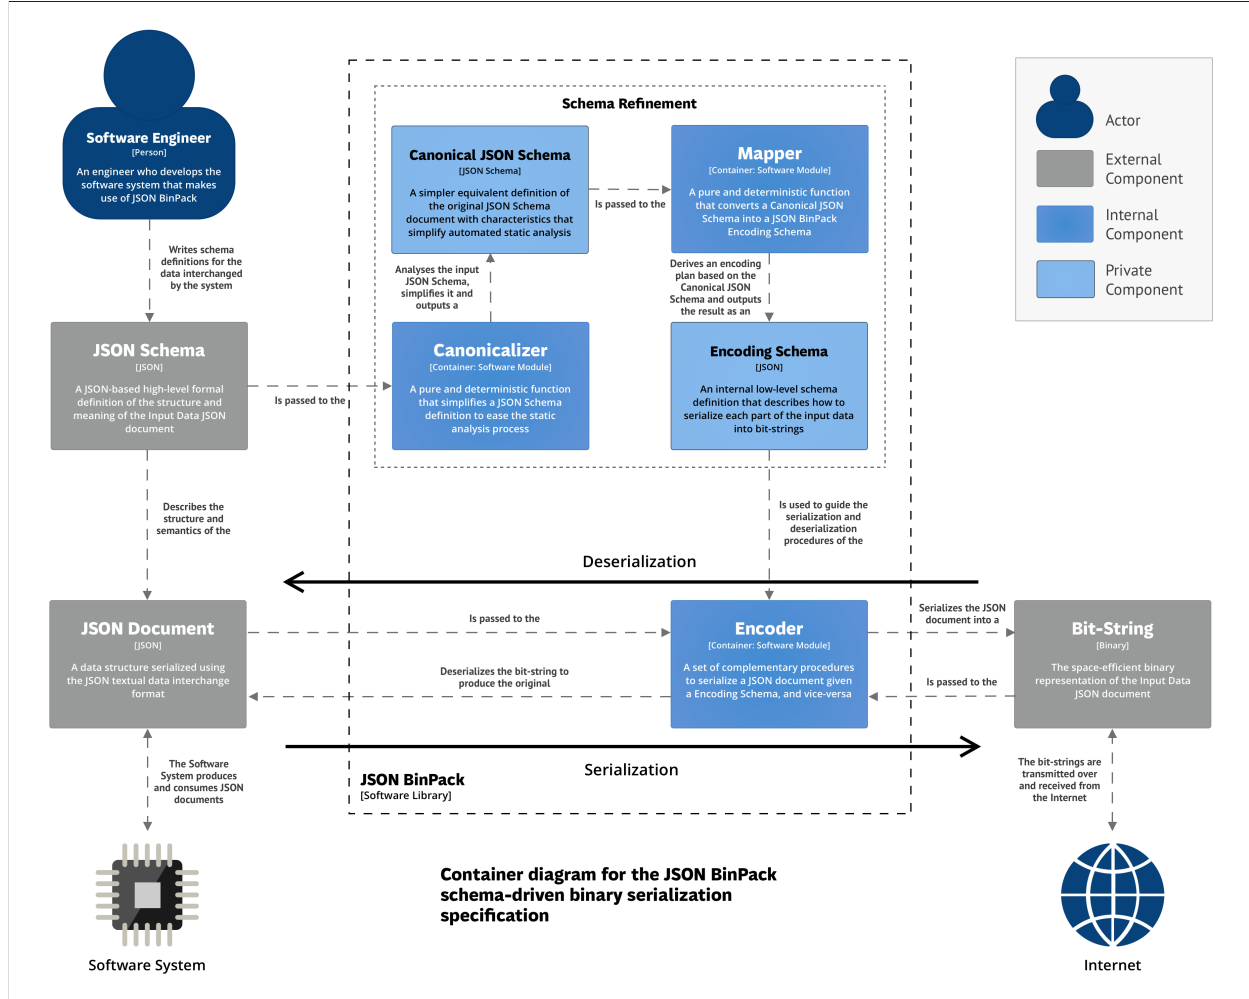 Software Engineer
[Person]
An engineer who develops the
software system that makes
use of JSON BinPack
Writes schema
definitions for the
data interchanged
by the system
JSON Schema
[JSON]
A JSON-based high-level formal
definition of the structure and
meaning of the Input Data JSON
document
Is passed to the
Schema Refinement
Canonical JSON Schema
[JSON Schema]
A simpler equivalent definition of
the original JSON Schema
document with characteristics that
simplify automated static analysis
Is passed to the
Mapper
[Container: Software Module]
A pure and deterministic function
that converts a Canonical JSON
Schema into a JSON BinPack
Encoding Schema
Analyses the input
JSON Schema,
simplifies it and
outputs a
Derives an encoding
plan based on the
Canonical JSON
Schema and outputs
the result as an
Canonicalizer
[Container: Software Module]
A pure and deterministic function
that simplifies a JSON Schema
definition to ease the static
analysis process
Encoding Schema
[JSON]
An internal low-level schema
definition that describes how to
serialize each part of the input data
into bit-strings
Actor
External
Component
Internal
Component
Private
Component
Describes the
structure and
semantics of the
Is used to guide the
serialization and
deserialization
procedures of the
Deserialization
JSON Document
[JSON]
A data structure serialized using
the JSON textual data interchange
format
Is passed to the
Deserializes the bit-string to
produce the original
Encoder
[Container: Software Module]
A set of complementary procedures
to serialize a JSON document given
a Encoding Schema, and vice-versa
Serializes the JSON
document into a
Is passed to the
Bit-String
[Binary]
The space-efficient binary
representation of the Input Data
JSON document
Serialization
The Software
System produces
and consumes JSON
documents
JSON BinPack
[Software Library]
The bit-strings are
transmitted over
and received from
the Internet
Software System
Container diagram for the JSON BinPack
schema-driven binary serialization
specification
Internet